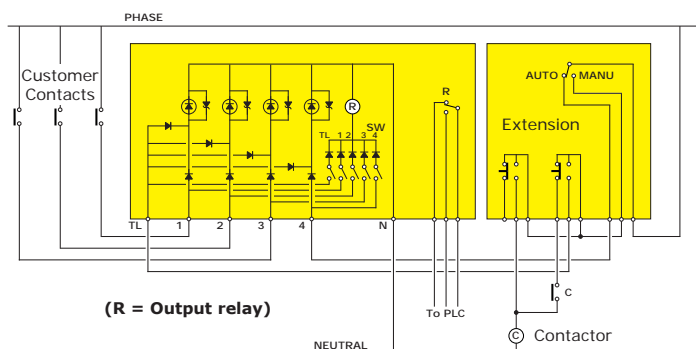 PHASE
Customer
Contacts
R
AUTO
MANU
R
SW
TL 1 2 3 4
Extension
TL 1 2 3 4 N
(R = Output relay)
To PLC
C
C Contactor
NEUTRAL